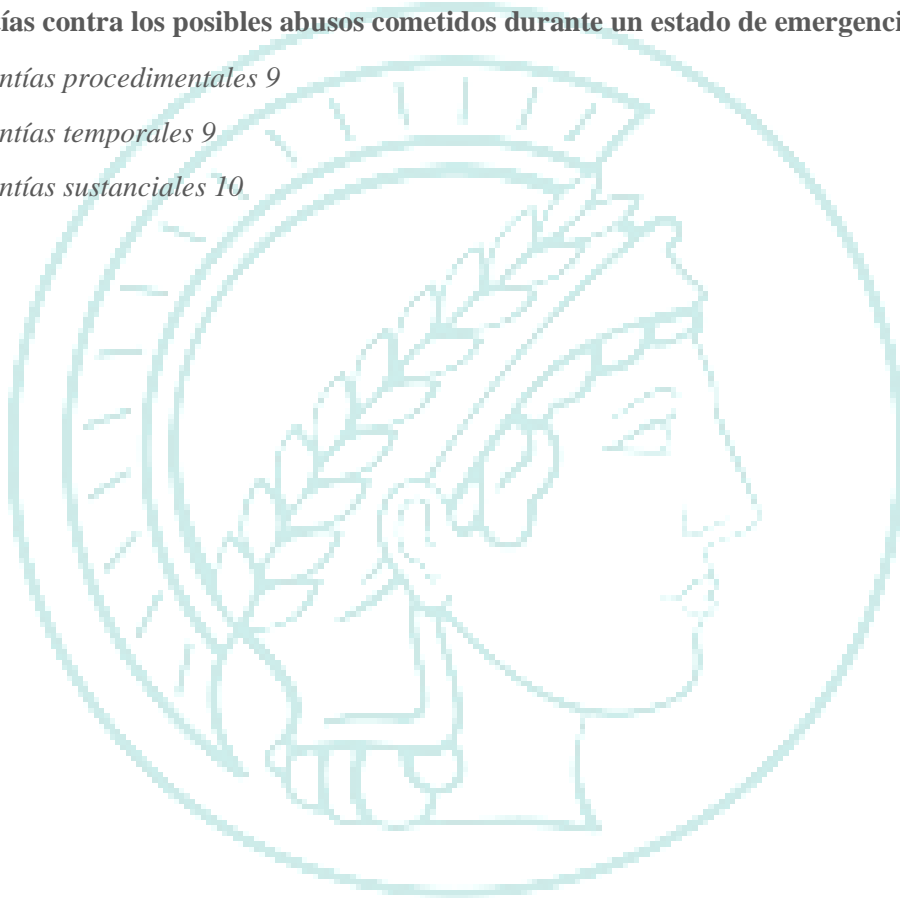 ías contra los posibles abusos cometidos durante un estado de emergenci
ntías procedimentales 9
ntías temporales 9
ntías sustanciales 10